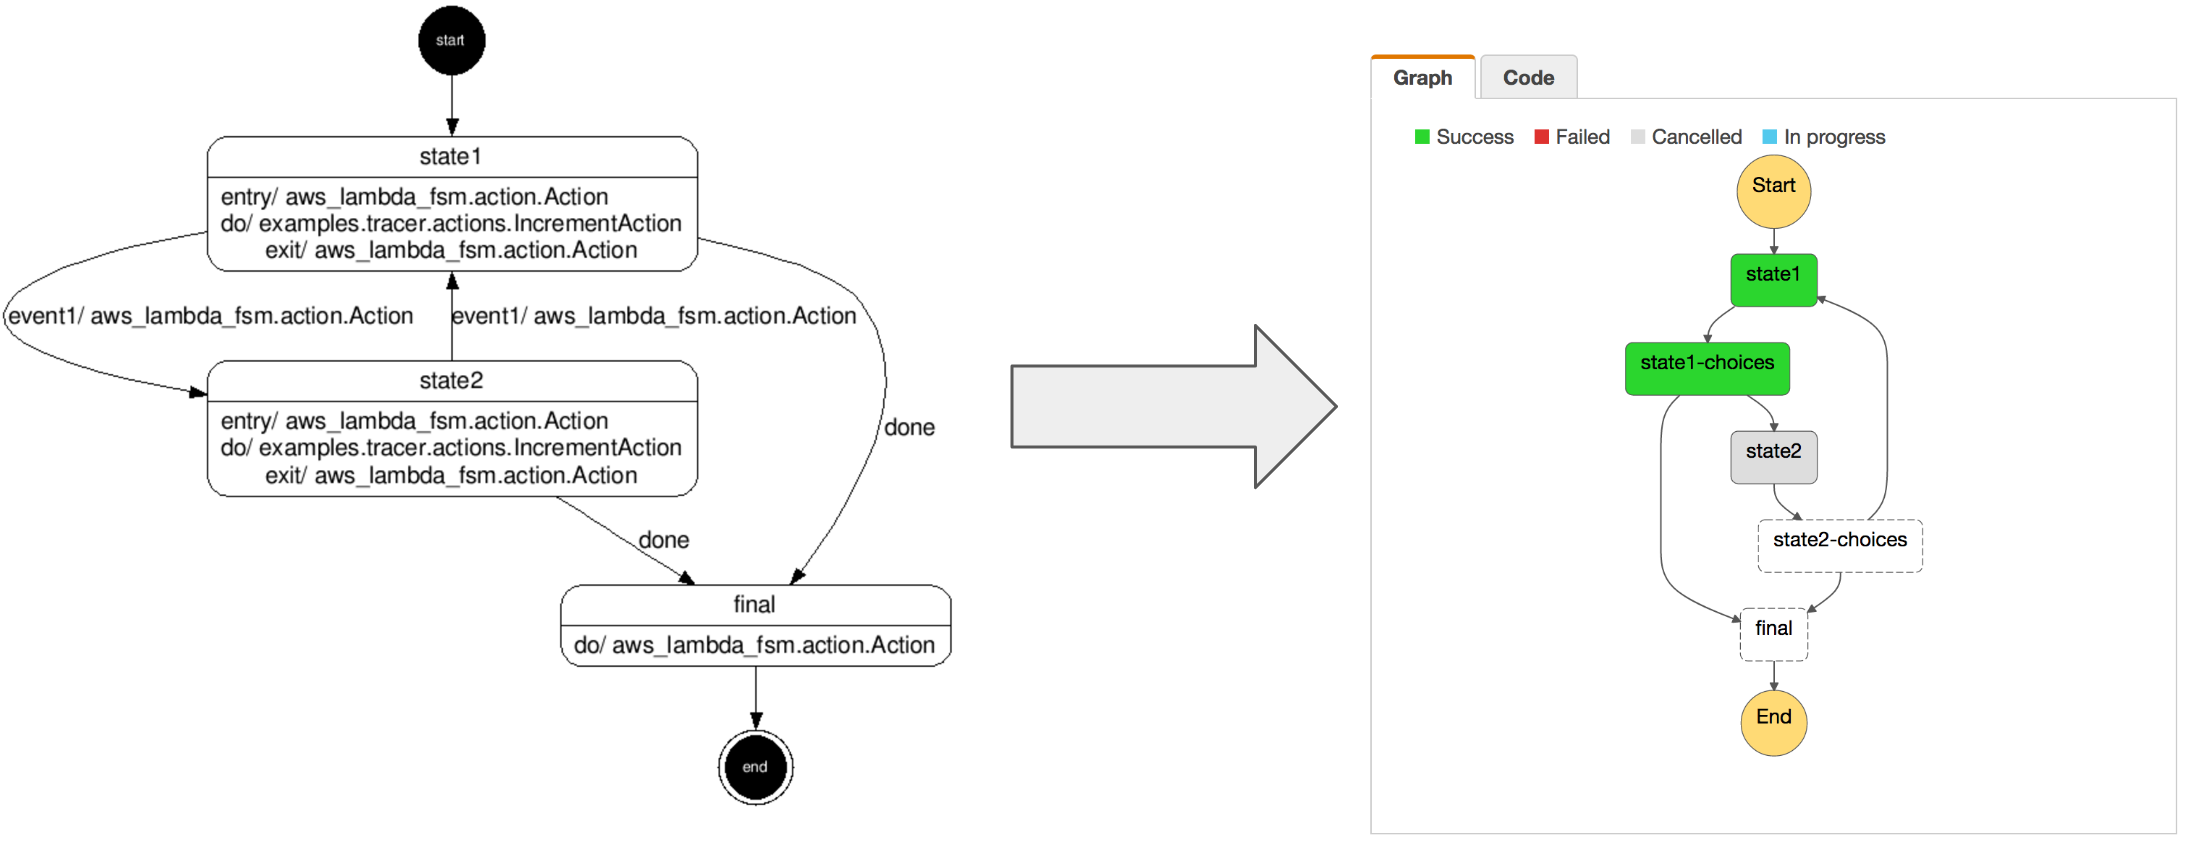 start
state1
entry/ aws_lambda_fsm.action.Action
do/ examples.tracer.actions.IncrementAction
exit/ aws_lambda_fsm.action.Action
event1/ aws_lambda_fsm.action.Action
event1/ aws_lambda_fsm.action.Action
state2
entry/ aws_lambda_fsm.action.Action
do/ examples.tracer.actions.IncrementAction
exit/ aws_lambda_fsm.action.Action
done
done
final
do/ aws_lambda_fsm.action.Action
end
Graph
Code
Success
Failed
Cancelled
In progress
Start
state1
state1-choices
state2
state2-choices
final
End